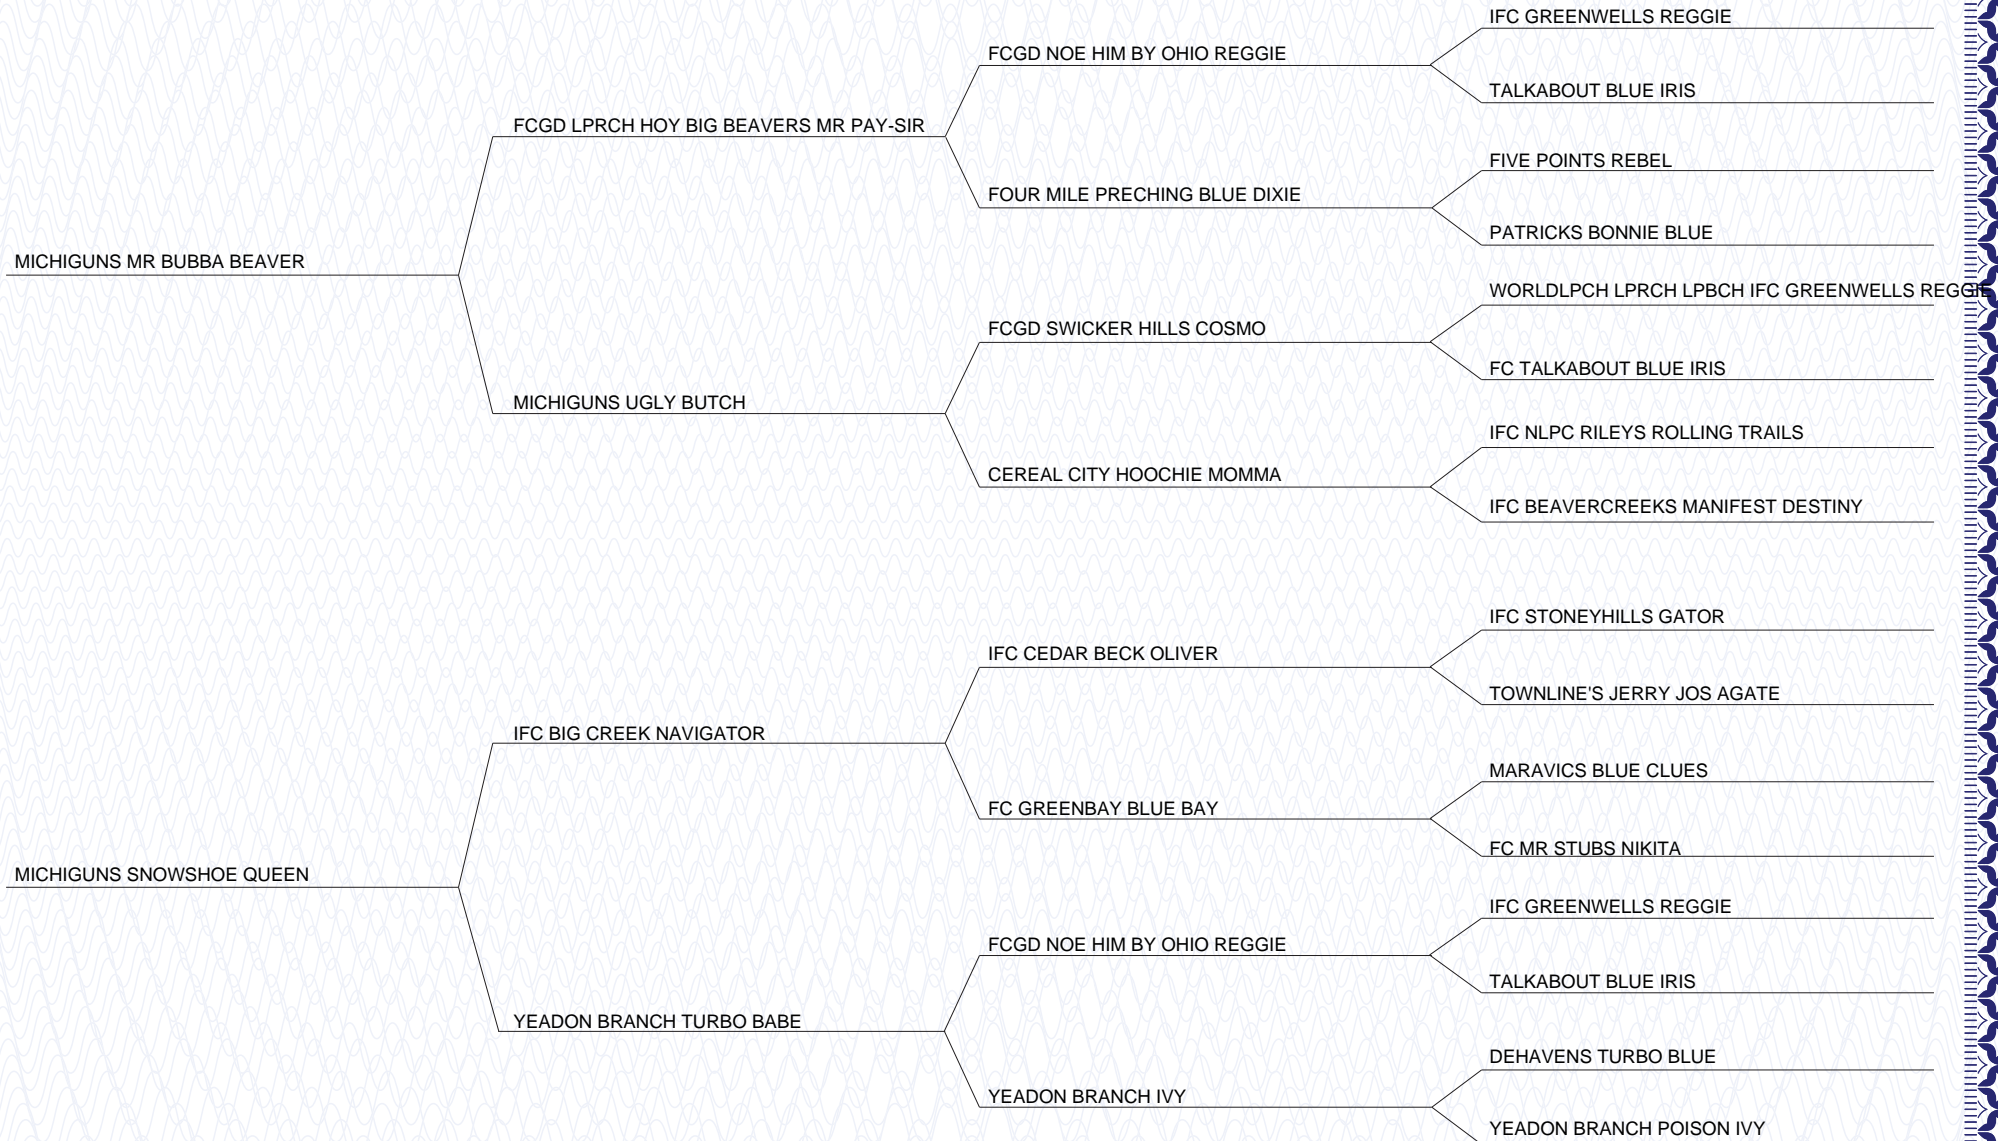 IFC GREENWELLS REGGIE
FCGD NOE HIM BY OHIO REGGIE
TALKABOUT BLUE IRIS
FCGD LPRCH HOY BIG BEAVERS MR PAY-SIR
FIVE POINTS REBEL
FOUR MILE PRECHING BLUE DIXIE
PATRICKS BONNIE BLUE
MICHIGUNS MR BUBBA BEAVER
WORLDLPCH LPRCH LPBCH IFC GREENWELLS REGGIE
FCGD SWICKER HILLS COSMO
FC TALKABOUT BLUE IRIS
MICHIGUNS UGLY BUTCH
IFC NLPC RILEYS ROLLING TRAILS
CEREAL CITY HOOCHIE MOMMA
IFC BEAVERCREEKS MANIFEST DESTINY
IFC STONEYHILLS GATOR
IFC CEDAR BECK OLIVER
TOWNLINE'S JERRY JOS AGATE
IFC BIG CREEK NAVIGATOR
MARAVICS BLUE CLUES
FC GREENBAY BLUE BAY
FC MR STUBS NIKITA
MICHIGUNS SNOWSHOE QUEEN
IFC GREENWELLS REGGIE
FCGD NOE HIM BY OHIO REGGIE
TALKABOUT BLUE IRIS
YEADON BRANCH TURBO BABE
DEHAVENS TURBO BLUE
YEADON BRANCH IVY
YEADON BRANCH POISON IVY